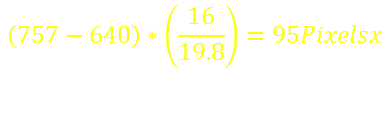 (757 − 640) * (16/19.8) = 95Pixelsx